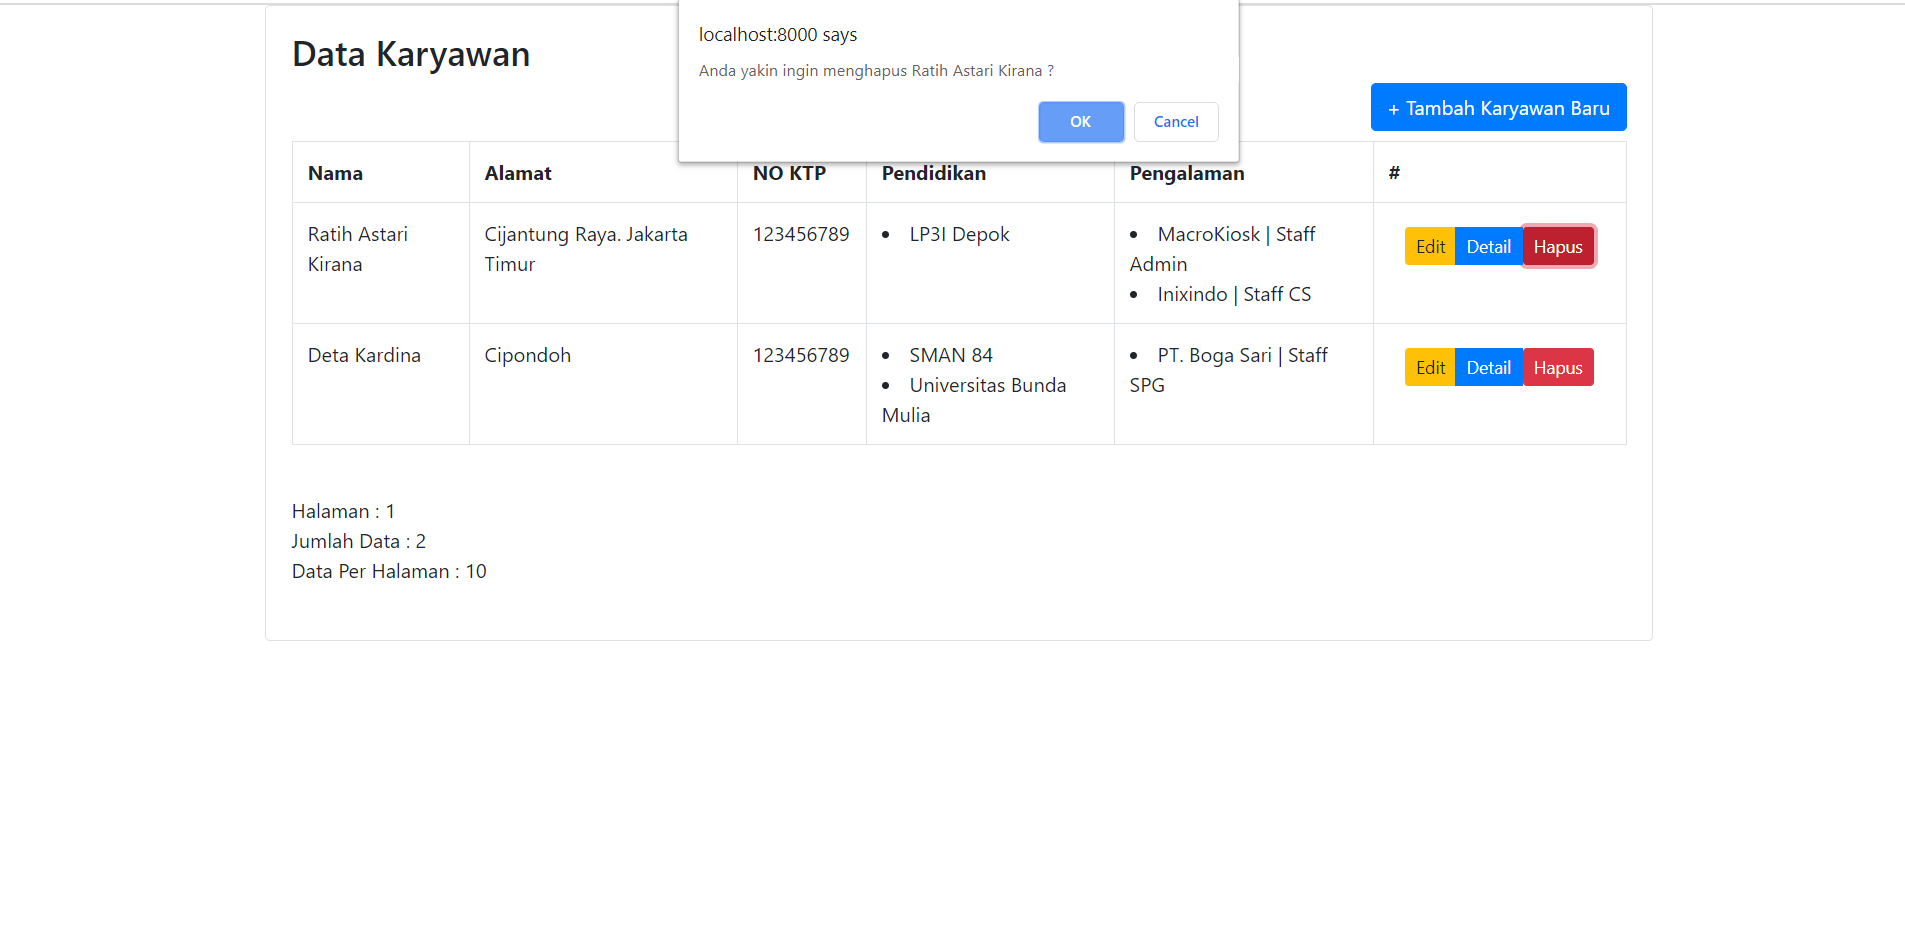 localhost:8000 says
Anda yakin ingin menghapus Ratih Astari Kirana ?
OK Cancel
Data Karyawan
+ Tambah Karyawan Baru
Nama Alamat NO KTP Pendidikan Pengalaman #
Ratih Astari
Kirana
Cijantung Raya. Jakarta
Timur
123456789
• LP3I Depok
• MacroKiosk | Staff
Admin
• Inixindo | Staff CS
Edit Detail Hapus
Deta Kardina
Cipondoh
123456789
• SMAN 84
• Universitas Bunda
Mulia
• PT. Boga Sari | Staff
SPG
Edit Detail Hapus
Halaman : 1
Jumlah Data : 2
Data Per Halaman : 10